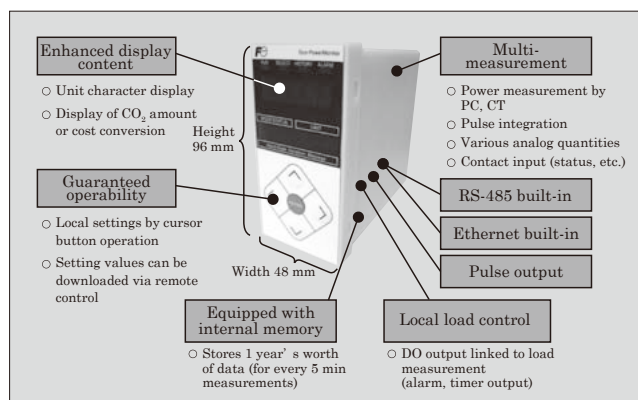 Enhanced display
content
○ Unit character display
○ Display of CO₂ amount
or cost conversion
Guaranteed
operability
○ Local settings by cursor
button operation
○ Setting values can be
downloaded via remote
control
Height
96 mm
Width 48 mm
Equipped with
internal memory
○ Stores 1 year’ s worth
of data (for every 5 min
measurements)
Multi-
measurement
○ Power measurement by
PC, CT
○ Pulse integration
○ Various analog quantities
○ Contact input (status, etc.)
RS-485 built-in
Ethernet built-in
Pulse output
Local load control
○ DO output linked to load
measurement
(alarm, timer output)